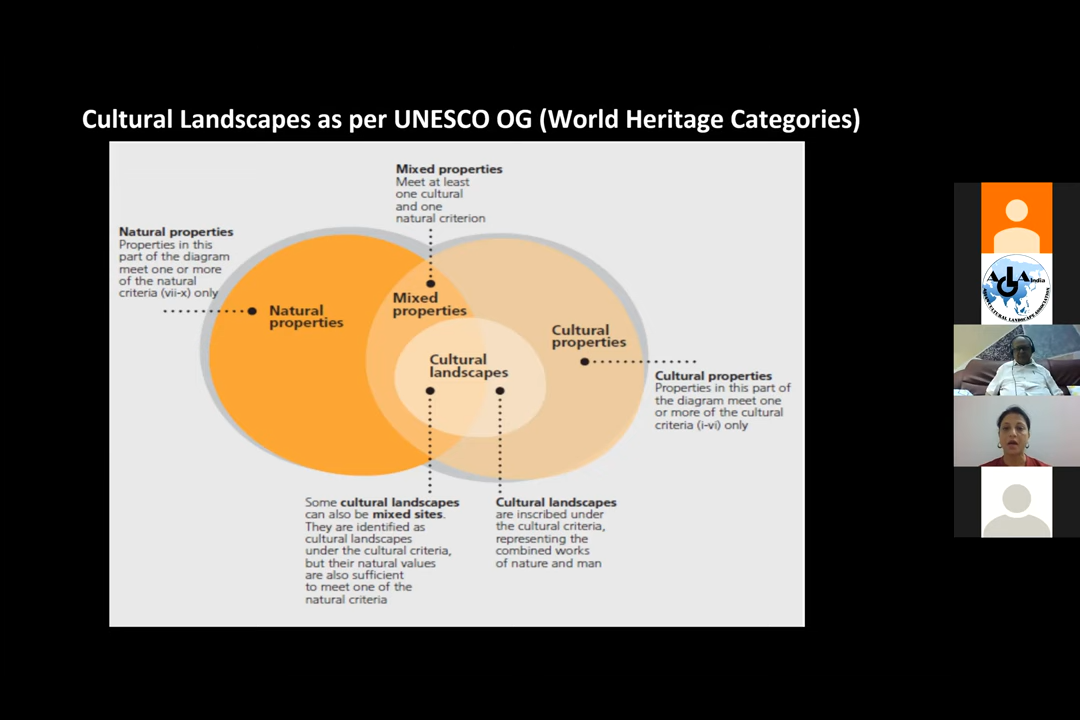 Cultural Landscapes as per UNESCO OG (World Heritage Categories)
Mixed properties
Meet at least
one cultural
and one
natural criterion
Natural properties
Properties in this
part of the diagram
meet one or more
of the natural
criteria (vii-x) only
Natural
properties
Mixed
properties
Cultural
properties
Cultural
landscapes
Cultural properties
Properties in this part of
the diagram meet one
or more of the cultural
criteria (i-vi) only
Some cultural landscapes
can also be mixed sites.
They are identified as
cultural landscapes
under the cultural criteria,
but their natural values
are also sufficient
to meet one of the
natural criteria
Cultural landscapes
are inscribed under
the cultural criteria,
representing the
combined works
of nature and man
India